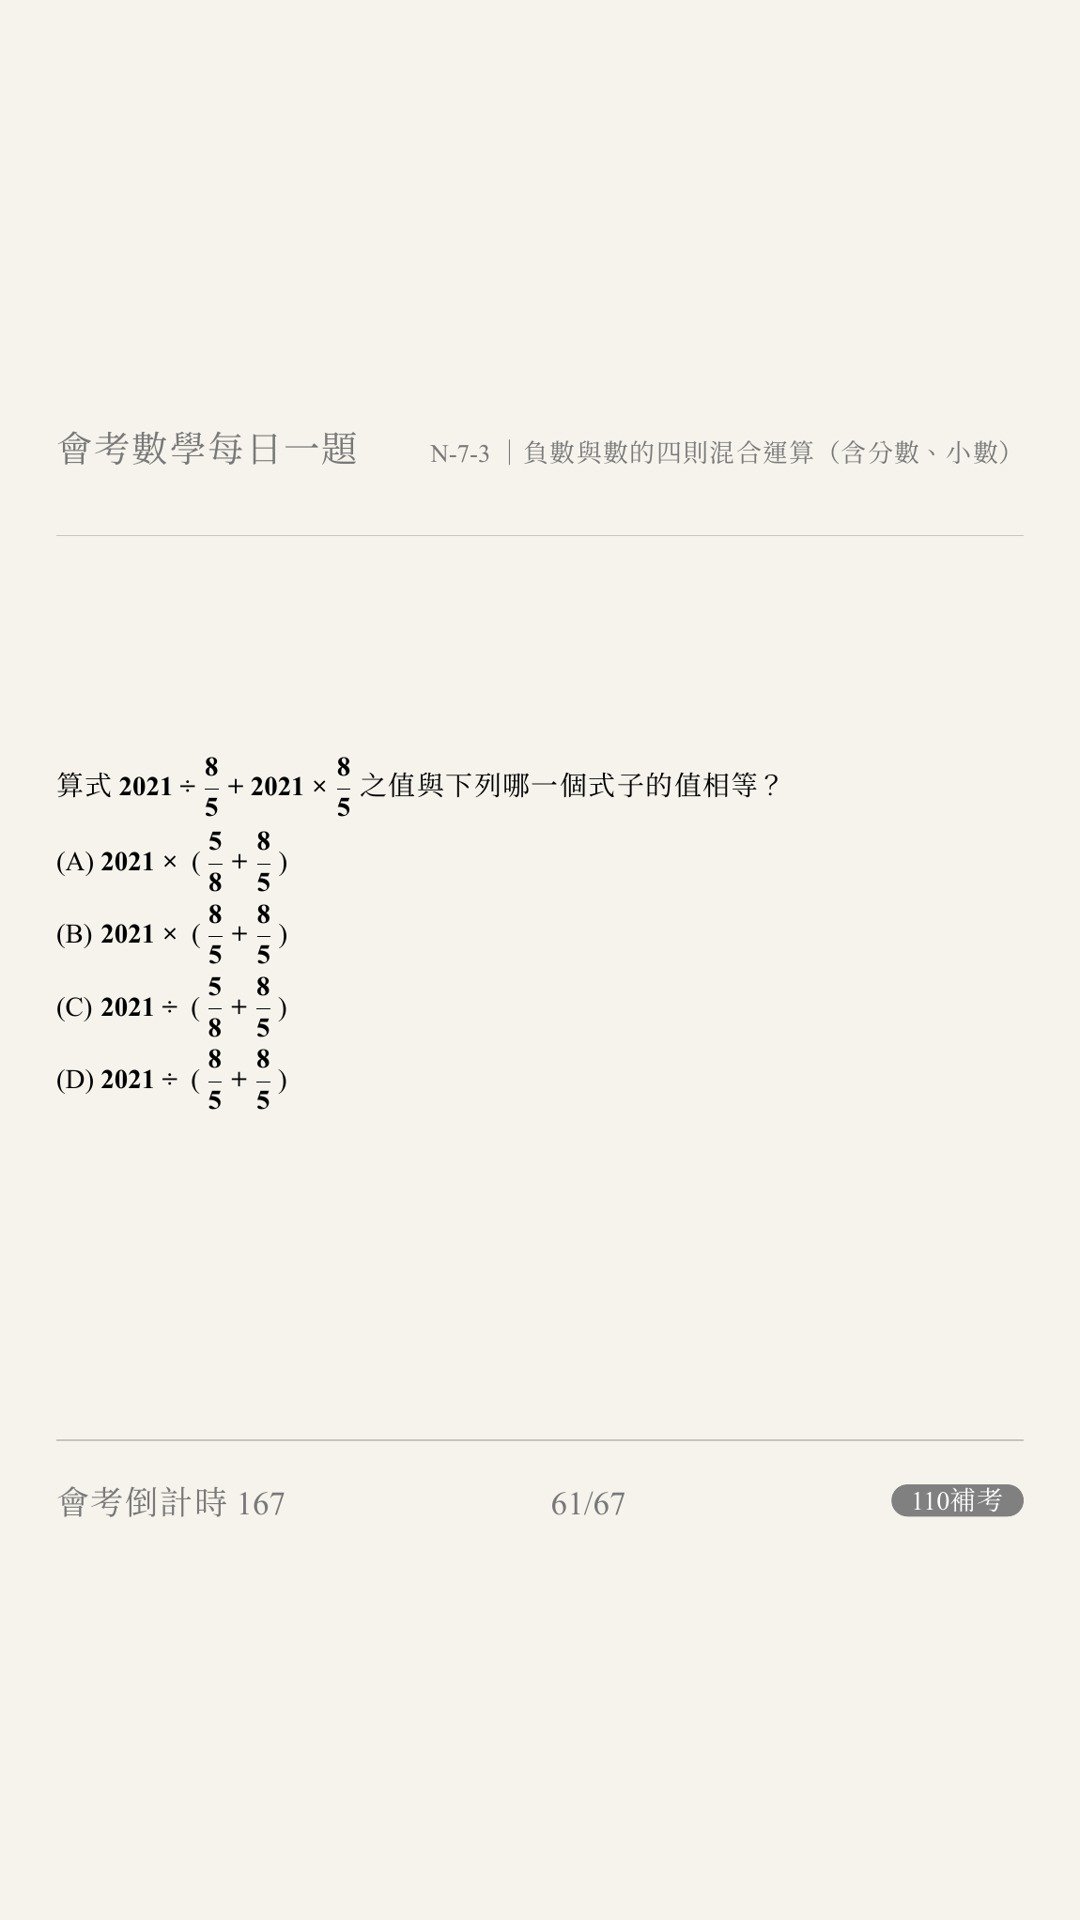 會考數學每日一題
N-7-3｜負數與數的四則混合運算（含分數、小數）
算式 2021 ÷ 8/5 + 2021 × 8/5 之值與下列哪一個式子的值相等？
(A) 2021 ×（5/8 + 8/5）
(B) 2021 ×（8/5 + 8/5）
(C) 2021 ÷（5/8 + 8/5）
(D) 2021 ÷（8/5 + 8/5）
會考倒計時 167
61/67
110補考